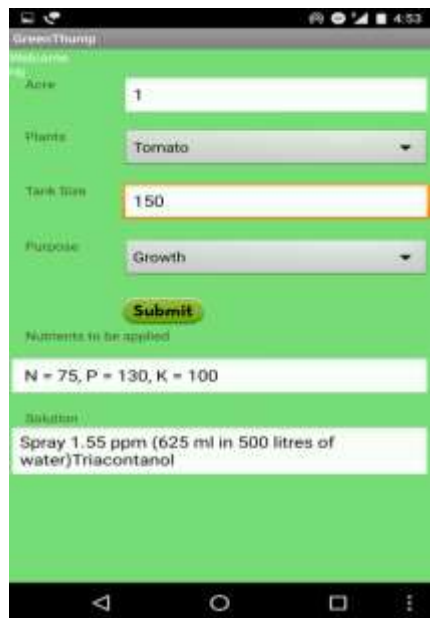 4:53
GreenThump
Welcome
Acre
1
Plants
Tomato
Tank Size
150
Purpose
Growth
Submit
Nutrients to be applied
N = 75, P = 130, K = 100
Solution
Spray 1.55 ppm (625 ml in 500 litres of
water)Triacontanol